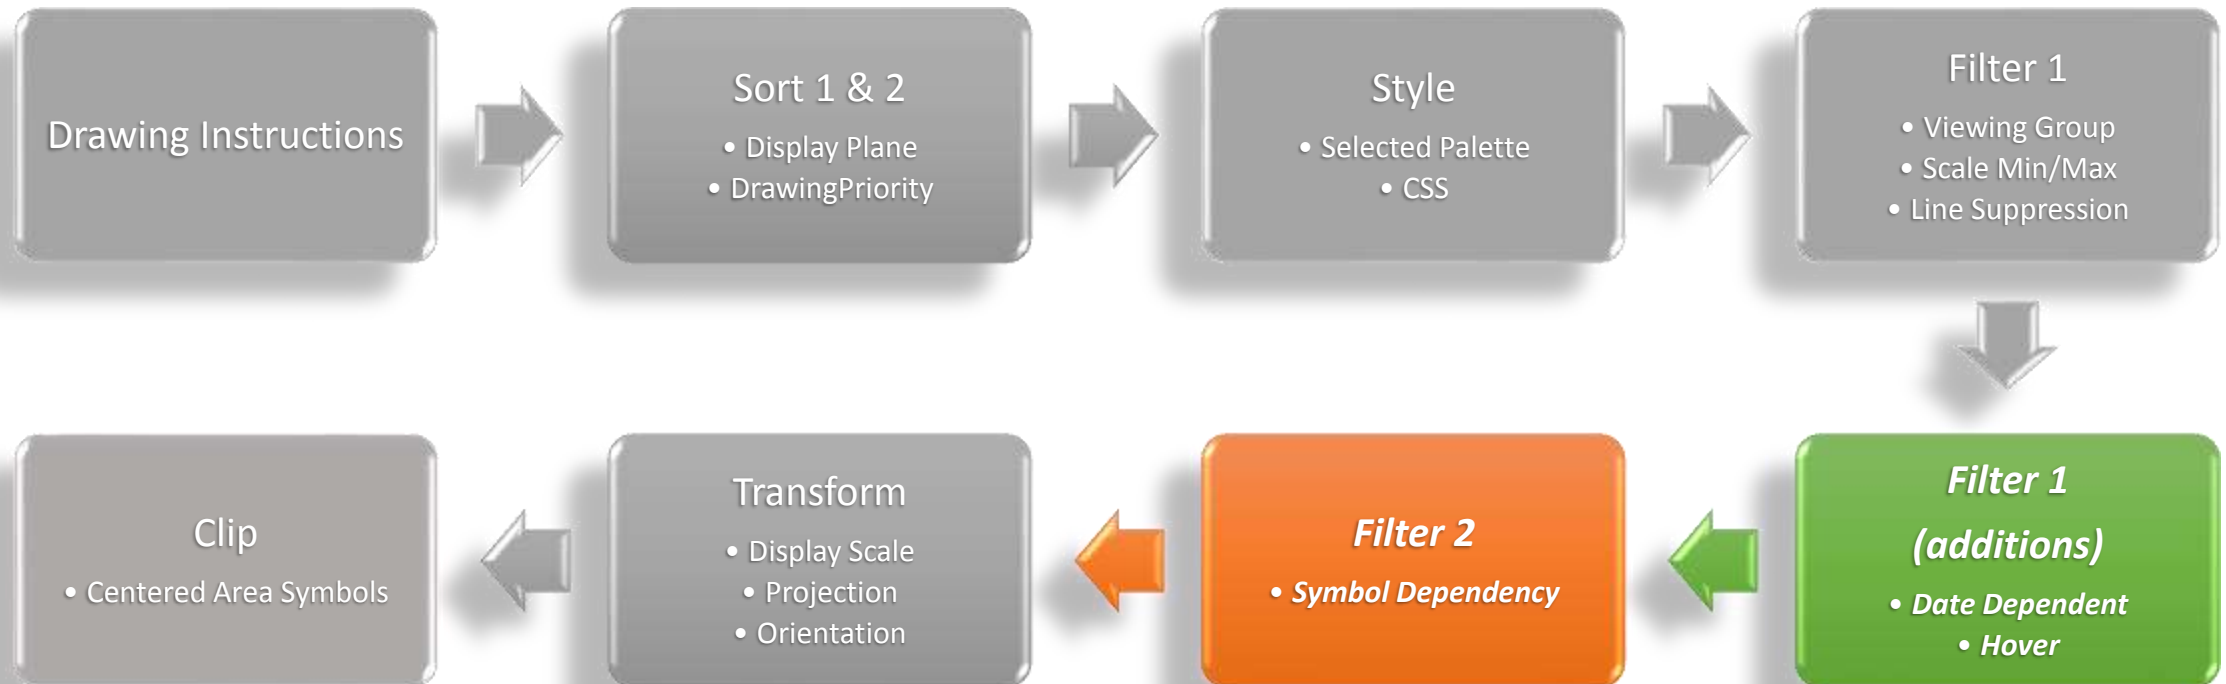 Drawing Instructions
Sort 1 & 2
• Display Plane
• DrawingPriority
Style
• Selected Palette
• CSS
Filter 1
• Viewing Group
• Scale Min/Max
• Line Suppression
Filter 1
(additions)
• Date Dependent
• Hover
Filter 2
• Symbol Dependency
Transform
• Display Scale
• Projection
• Orientation
Clip
• Centered Area Symbols